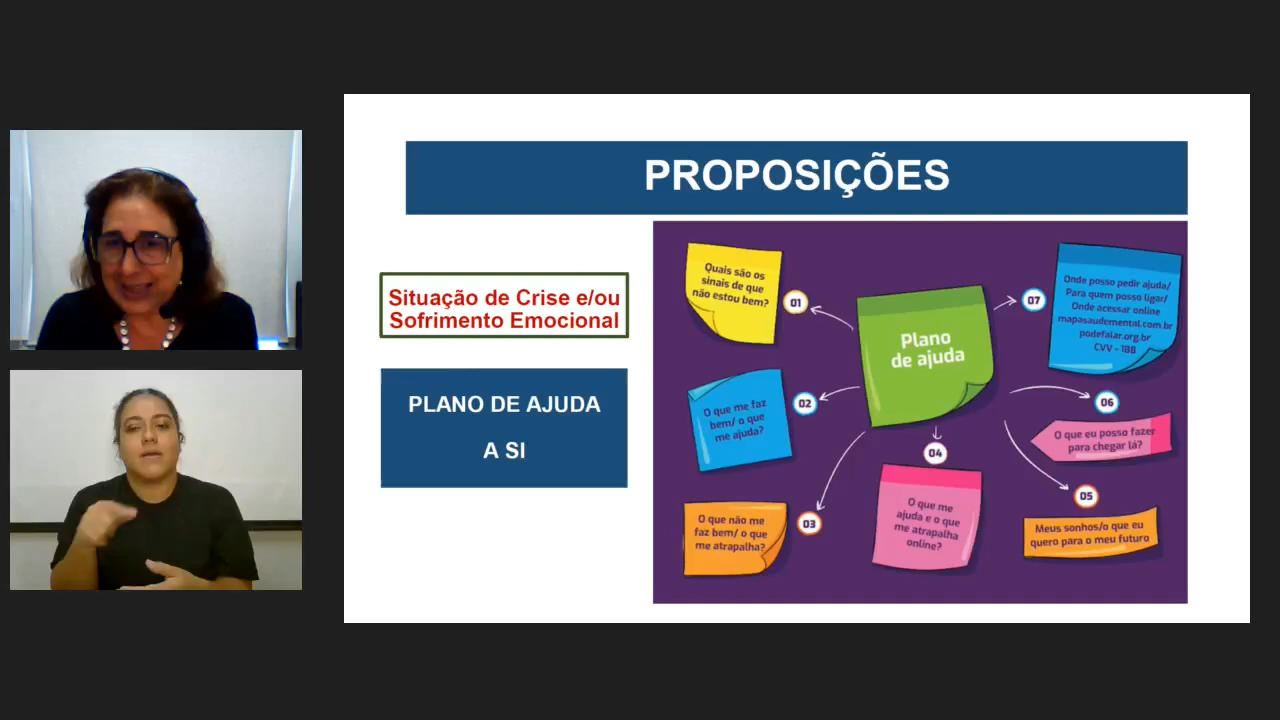 PROPOSIÇÕES
Situação de Crise e/ou
Sofrimento Emocional
PLANO DE AJUDA
A SI
Plano
de ajuda
01
Quais são os
sinais de que
não estou bem?
02
O que me faz
bem/ o que
me ajuda?
03
O que não me
faz bem/ o que
me atrapalha?
04
O que me
ajuda e o que
me atrapalha
online?
05
Meus sonhos/o que eu
quero para o meu futuro
06
O que eu posso fazer
para chegar lá?
07
Onde posso pedir ajuda/
Para quem posso ligar/
Onde acessar online
mapasaudemental.com.br
podefalar.org.br
CVV - 188